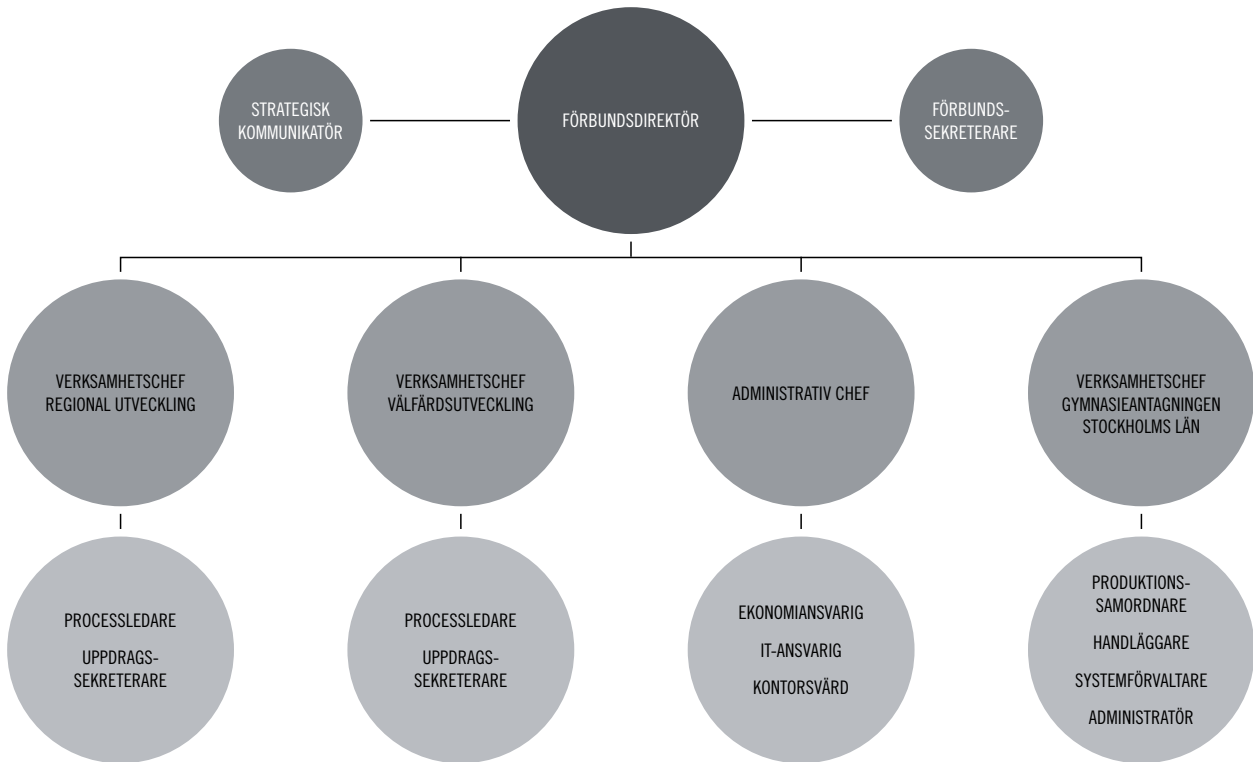 STRATEGISK
KOMMUNIKATÖR
FÖRBUNDSDIREKTÖR
FÖRBUNDS-
SEKRETERARE
VERKSAMHETSCHEF
REGIONAL UTVECKLING
VERKSAMHETSCHEF
VÄLFÄRDSUTVECKLING
ADMINISTRATIV CHEF
VERKSAMHETSCHEF
GYMNASIEANTAGNINGEN
STOCKHOLMS LÄN
PROCESSLEDARE
UPPDRAGS-
SEKRETERARE
PROCESSLEDARE
UPPDRAGS-
SEKRETERARE
EKONOMIANSVARIG
IT-ANSVARIG
KONTORSVÄRD
PRODUKTIONS-
SAMORDNARE
HANDLÄGGARE
SYSTEMFÖRVALTARE
ADMINISTRATÖR